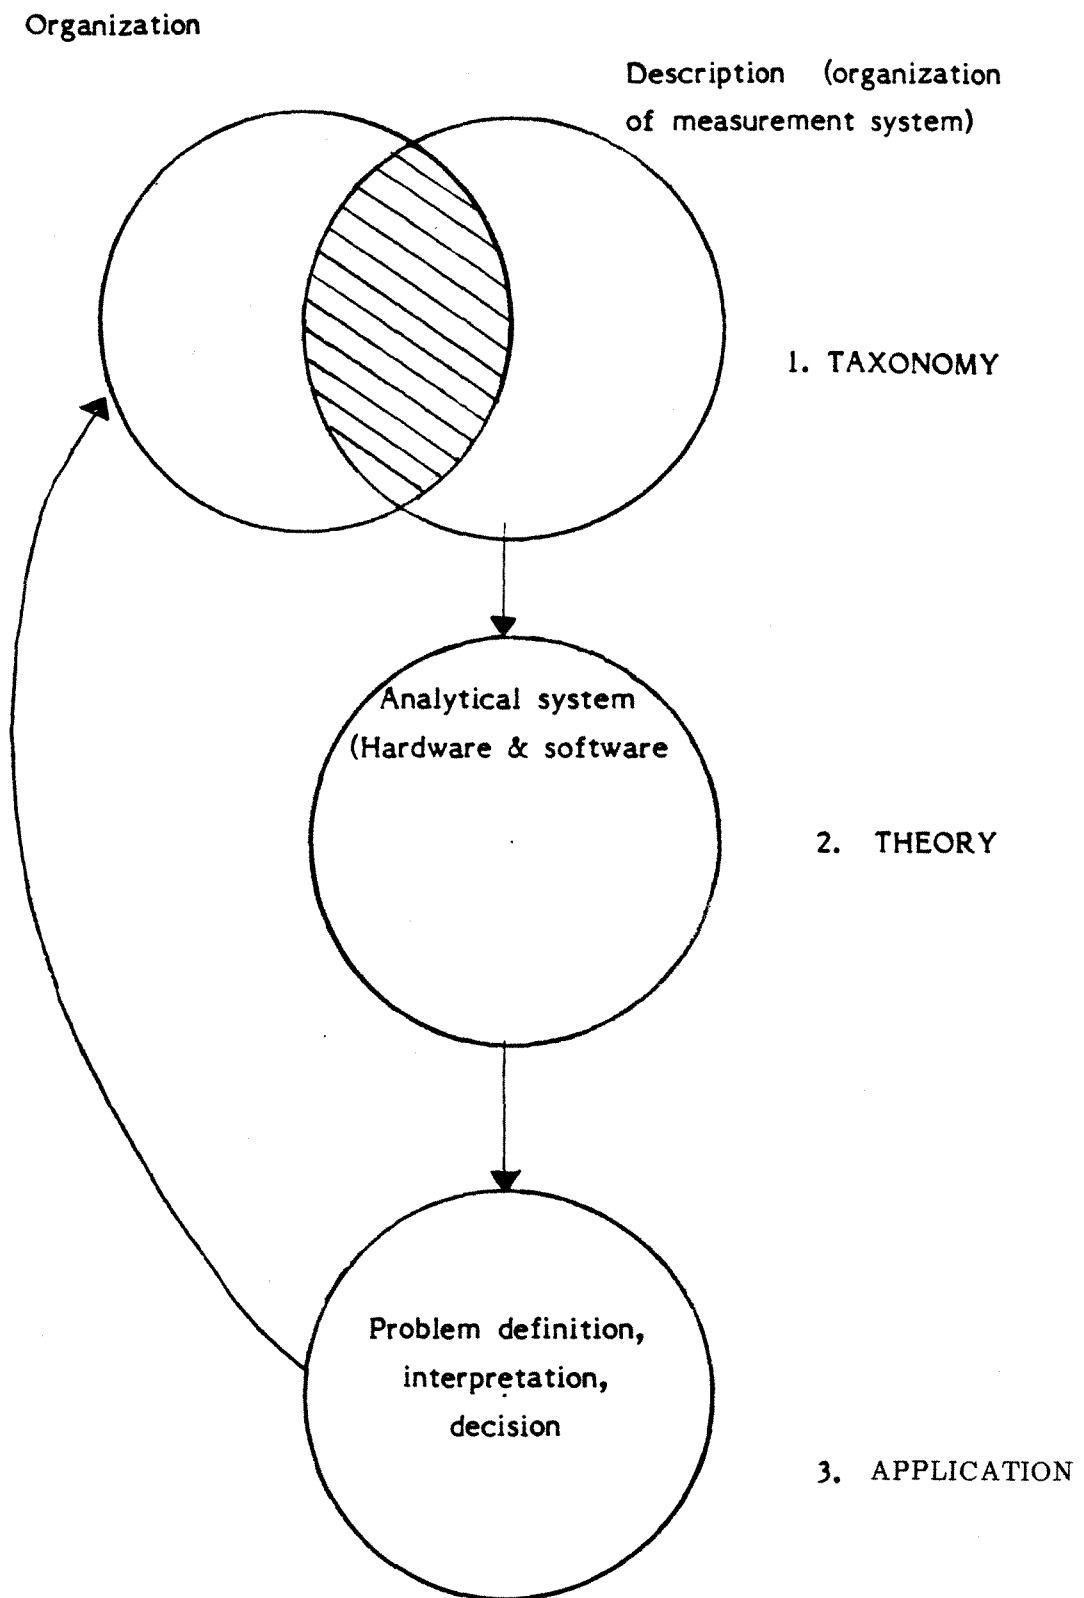 Organization
Description (organization
of measurement system)
1. TAXONOMY
Analytical system
(Hardware & software
2. THEORY
Problem definition,
interpretation,
decision
3. APPLICATION